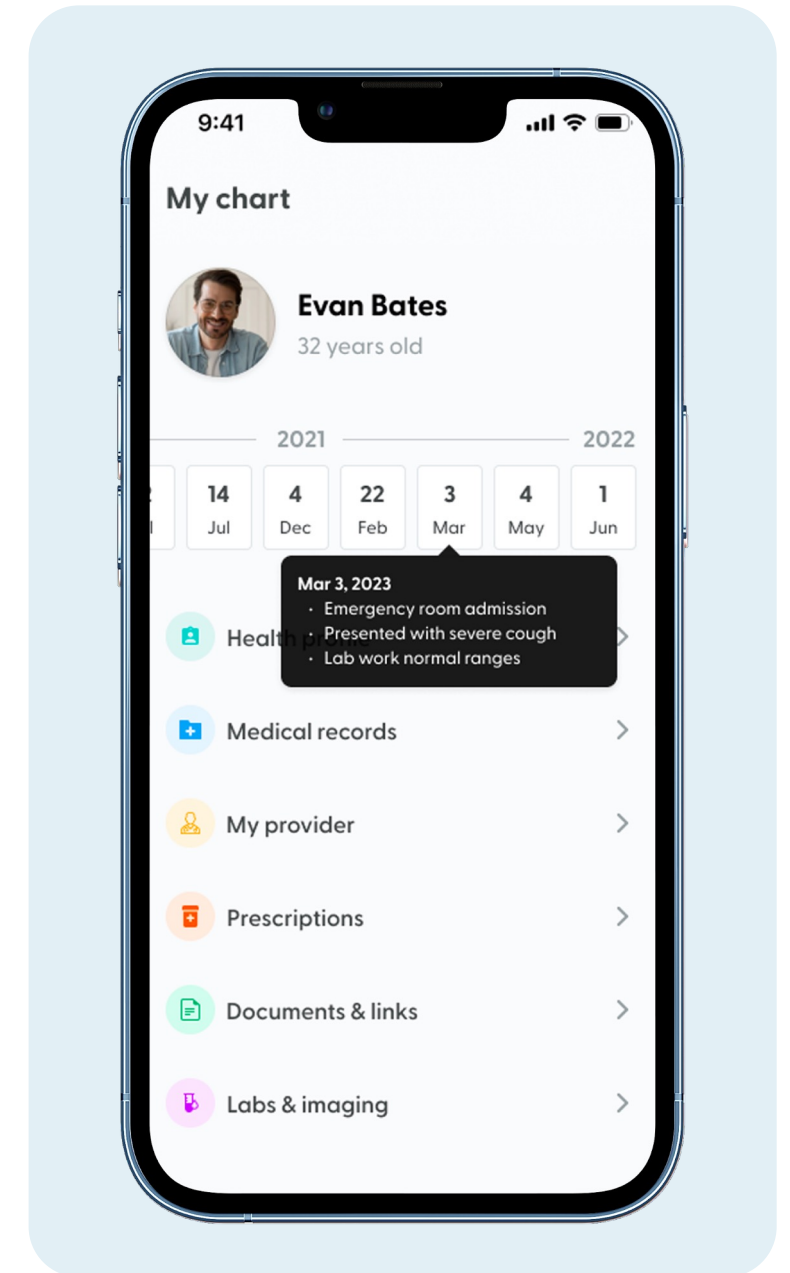 9:41
My chart
Evan Bates
32 years old
2021 2022
14 4 22 3 4 1
Jul Dec Feb Mar May Jun
Mar 3, 2023
· Emergency room admission
· Presented with severe cough
· Lab work normal ranges
Health profile
Medical records
My provider
Prescriptions
Documents & links
Labs & imaging